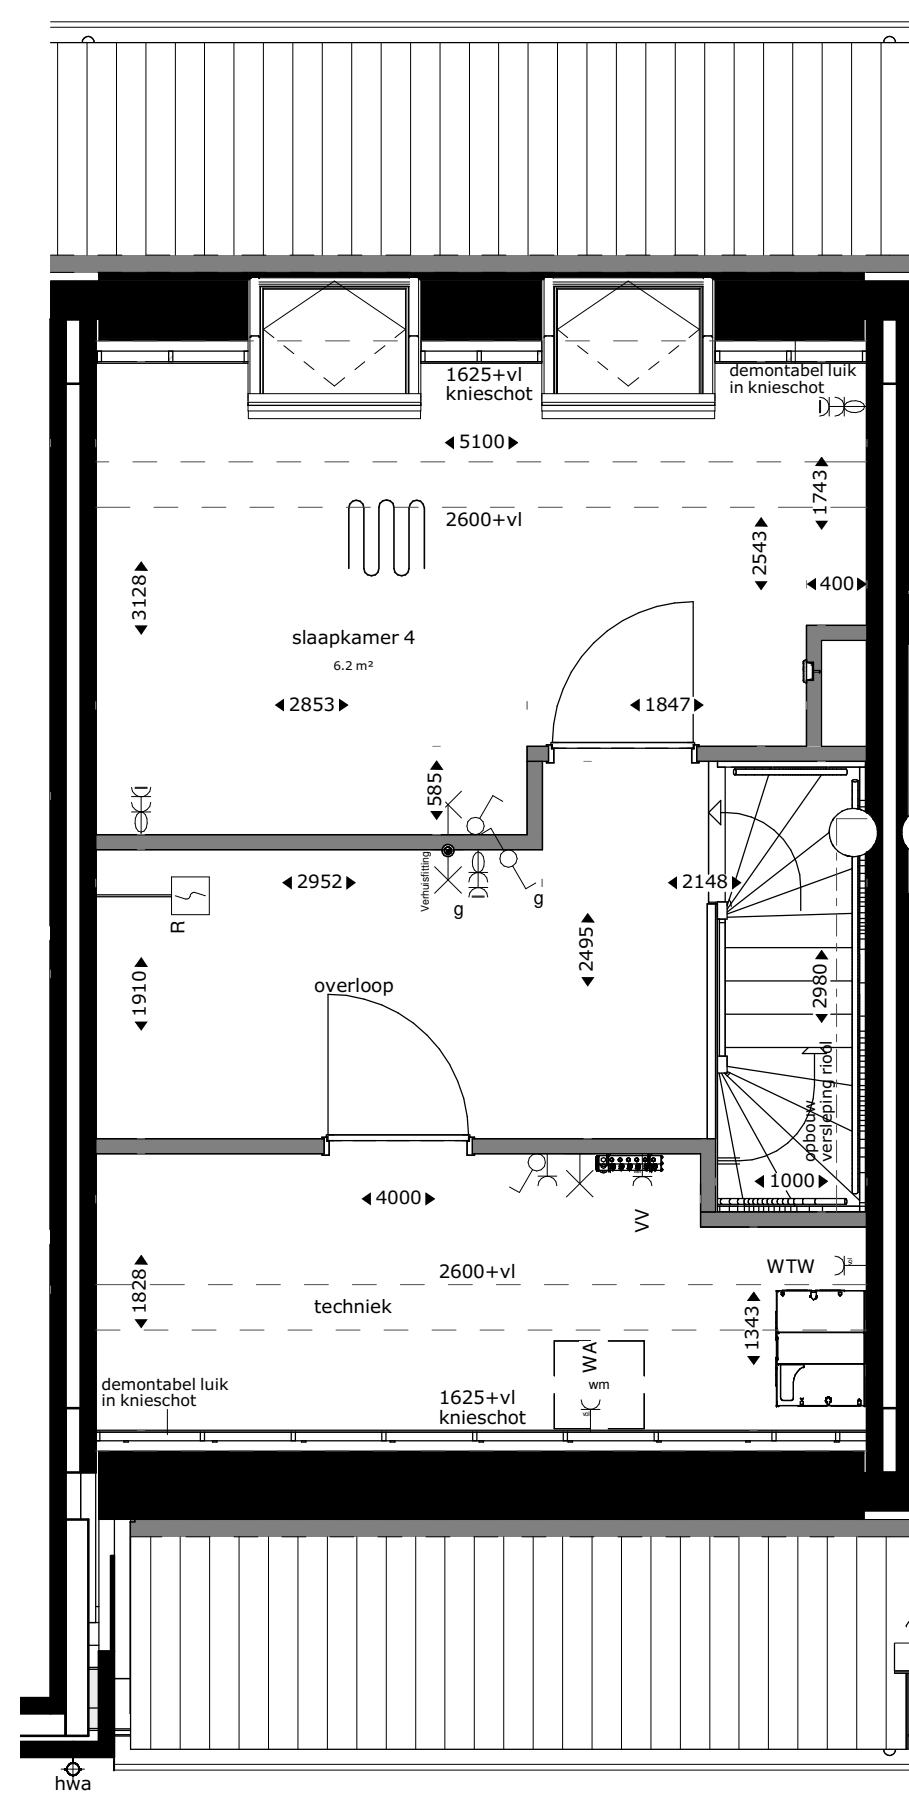 1625+vl
knieschot
demontabel luik
in knieschot
5100
1743
2600+vl
2543
400
3128
slaapkamer 4
6.2 m²
2853
1847
585
2952
Verhuisfitting
g
g
2148
R
2495
1910
overloop
2980
opbouw
versleping riool
1000
4000
VV
WTW
2600+vl
1828
techniek
1343
WA
wm
demontabel luik
in knieschot
1625+vl
knieschot
hwa